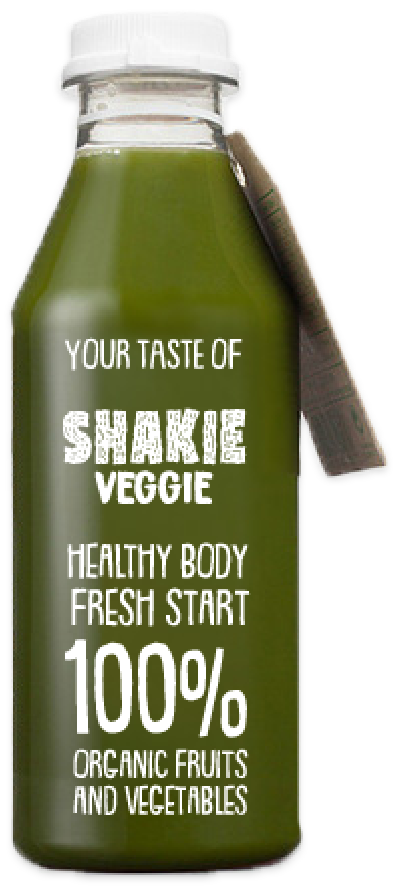 YOUR TASTE OF
SHAKIE
VEGGIE
HEALTHY BODY
FRESH START
100%
ORGANIC FRUITS
AND VEGETABLES